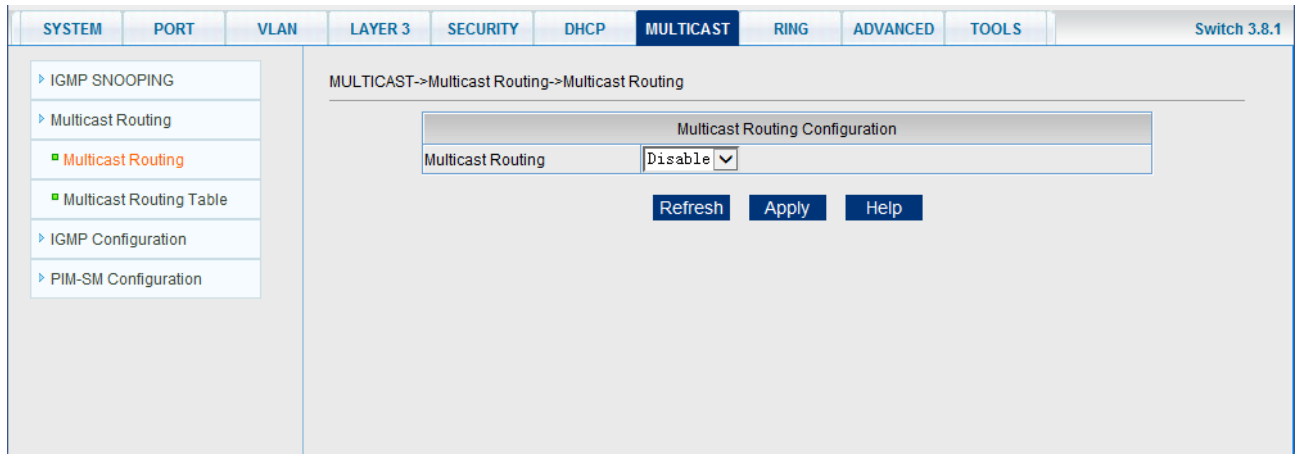 SYSTEM PORT VLAN LAYER 3 SECURITY DHCP MULTICAST RING ADVANCED TOOLS Switch 3.8.1
IGMP SNOOPING
Multicast Routing
Multicast Routing
Multicast Routing Table
IGMP Configuration
PIM-SM Configuration
MULTICAST->Multicast Routing->Multicast Routing
Multicast Routing Configuration
Multicast Routing Disable
Refresh Apply Help